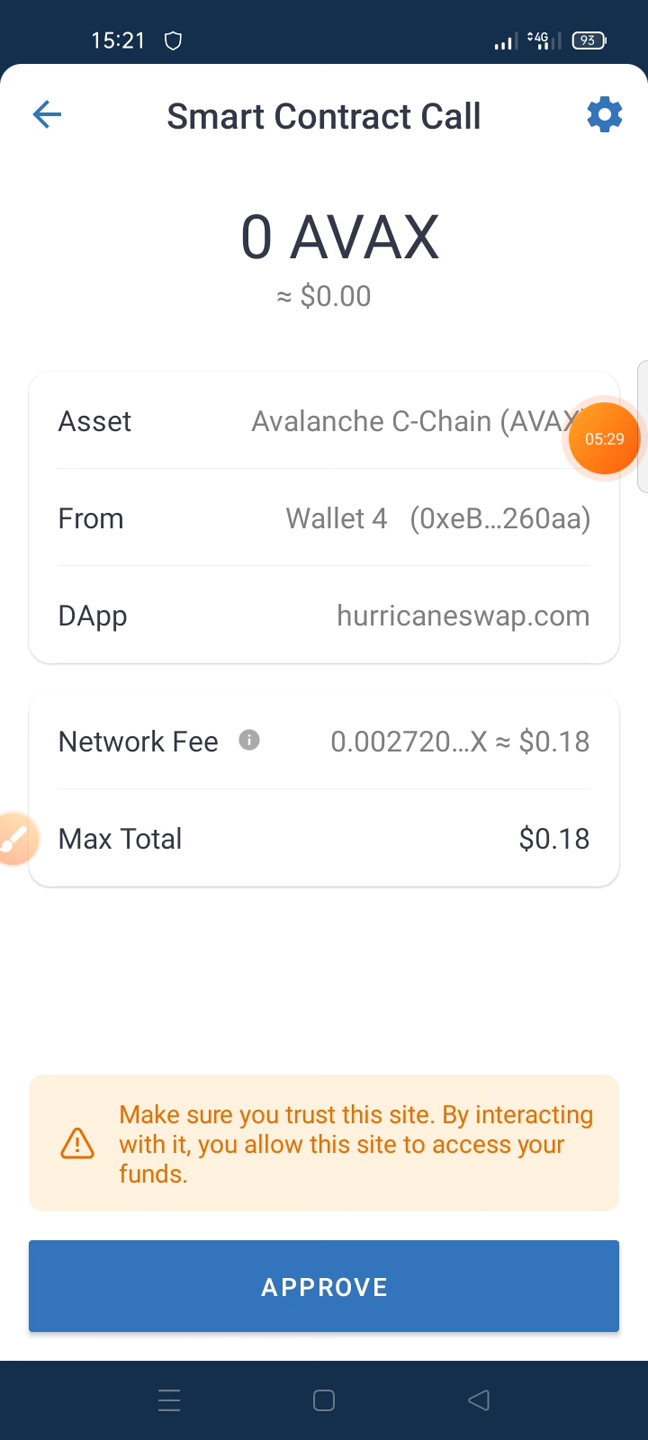 15:21
4G
93
Smart Contract Call
0 AVAX
≈ $0.00
Asset Avalanche C-Chain (AVAX
05:29
From Wallet 4 (0xeB...260aa)
DApp hurricaneswap.com
Network Fee i 0.002720...X ≈ $0.18
Max Total $0.18
Make sure you trust this site. By interacting
with it, you allow this site to access your
funds.
APPROVE